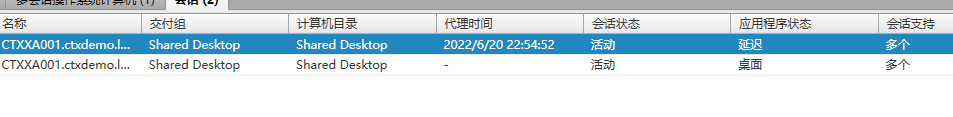 多会话操作系统计算机 (1) 会话 (2)
名称 交付组 计算机目录 代理时间 会话状态 应用程序状态 会话支持
CTXXA001.ctxdemo.l... Shared Desktop Shared Desktop 2022/6/20 22:54:52 活动 延迟 多个
CTXXA001.ctxdemo.l... Shared Desktop Shared Desktop - 活动 桌面 多个